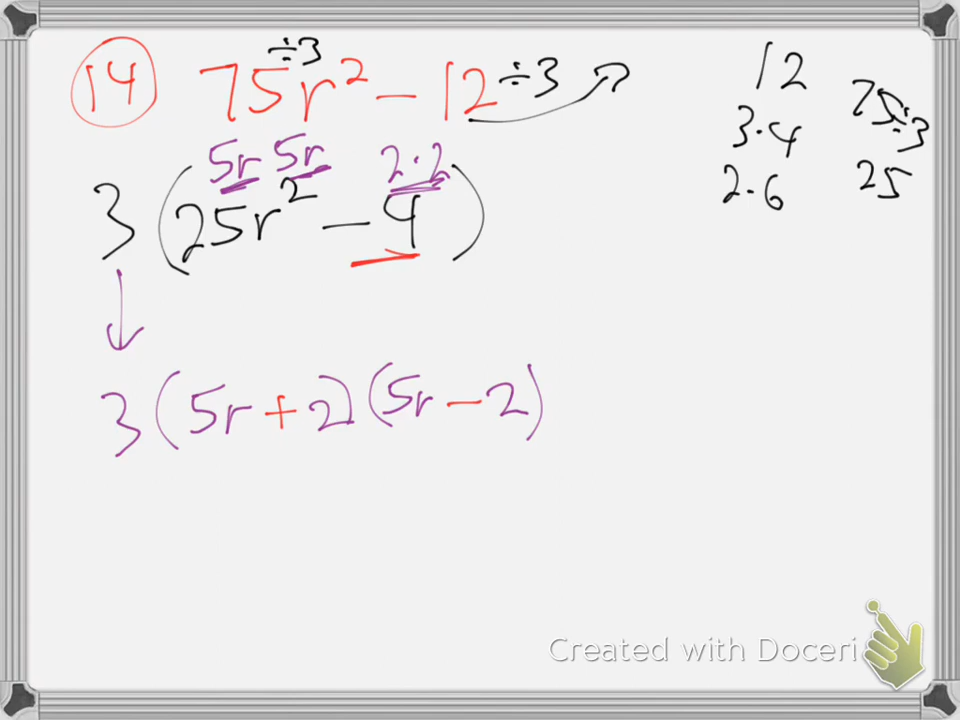 14 75r² - 12
÷3 ÷3
5r 5r 2·2
3 (25r² - 4)
3 (5r + 2)(5r - 2)
12
3·4
2·6
75÷3
25
Created with Doceri